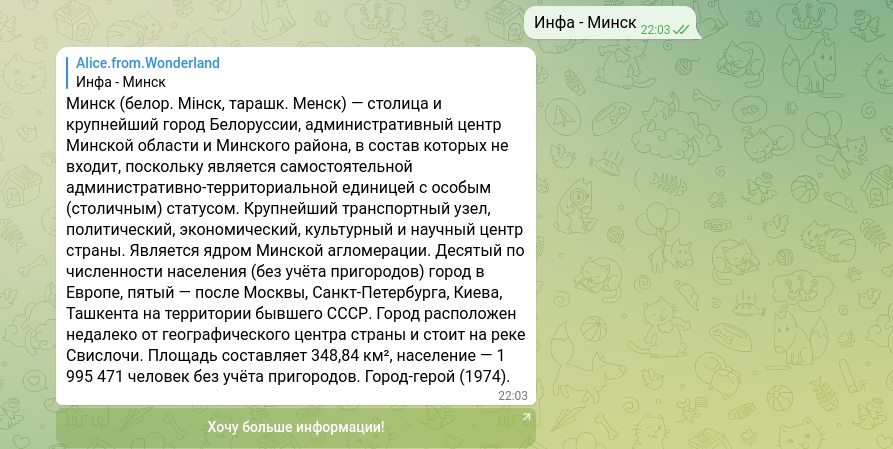 Инфа - Минск 22:03
Alice.from.Wonderland
Инфа - Минск
Минск (белор. Мінск, тарашк. Менск) — столица и
крупнейший город Белоруссии, административный центр
Минской области и Минского района, в состав которых не
входит, поскольку является самостоятельной
административно-территориальной единицей с особым
(столичным) статусом. Крупнейший транспортный узел,
политический, экономический, культурный и научный центр
страны. Является ядром Минской агломерации. Десятый по
численности населения (без учёта пригородов) город в
Европе, пятый — после Москвы, Санкт-Петербурга, Киева,
Ташкента на территории бывшего СССР. Город расположен
недалеко от географического центра страны и стоит на реке
Свислочи. Площадь составляет 348,84 км², население — 1
995 471 человек без учёта пригородов. Город-герой (1974).
22:03
Хочу больше информации!